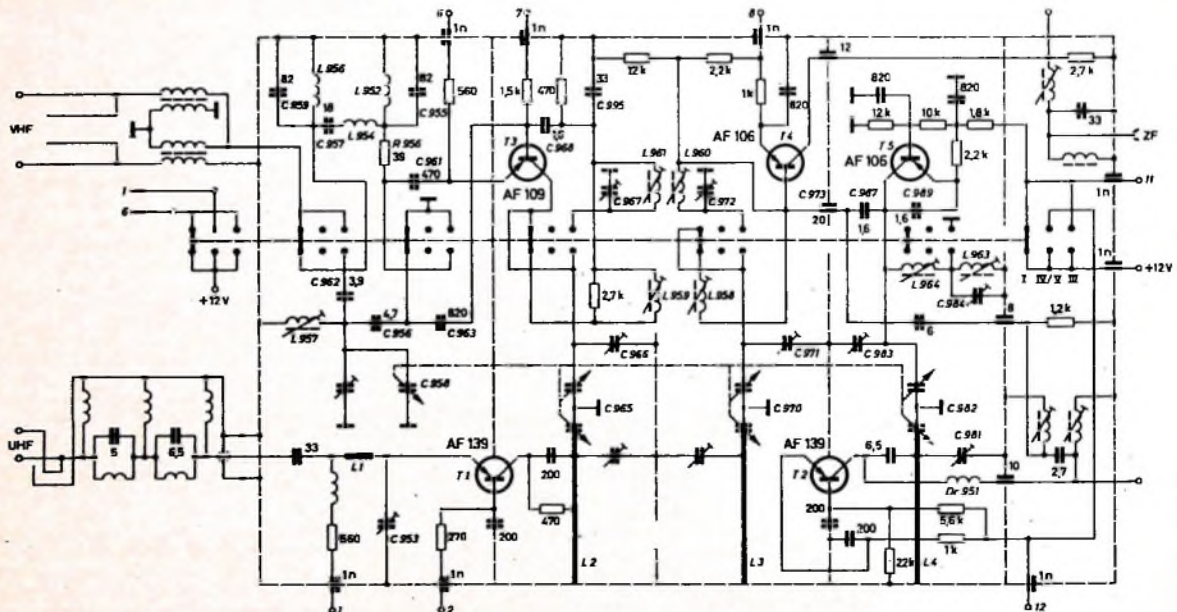 6 7 8
1n 1n 1n 12
82 L956 L952 82 560 1,5k 470 33 12k 2,2k 1k 820 820 820 2,7k
C959 18 C955 C995 12k 10k 1,8k 33
VHF C957 L954 R956 39 1,6 C968 ZF
C961 470 T3 AF 106 T4 AF 106 T5 2,2k
AF 109 L961 L960 C973 C987 C989 1n 11
1 C967 C972 20 1,6 1,6
6
1n
C962 3,9 L963 I IV/V III +12V
+12V 2,7k L959 L958 L964 C984
4,7 820 8 1,2k
L957 C956 C963 6
C966 C971 C983
C958
C965 C970 C982
UHF 5 6,5 33 L1 AF 139 AF 139 6,5 C981
T1 200 T2 10 2,7
Dr951
470 200 5,6k
560 C953 270 200 200 1k
22k
1n 1n L2 L3 L4 1n
1 2 12